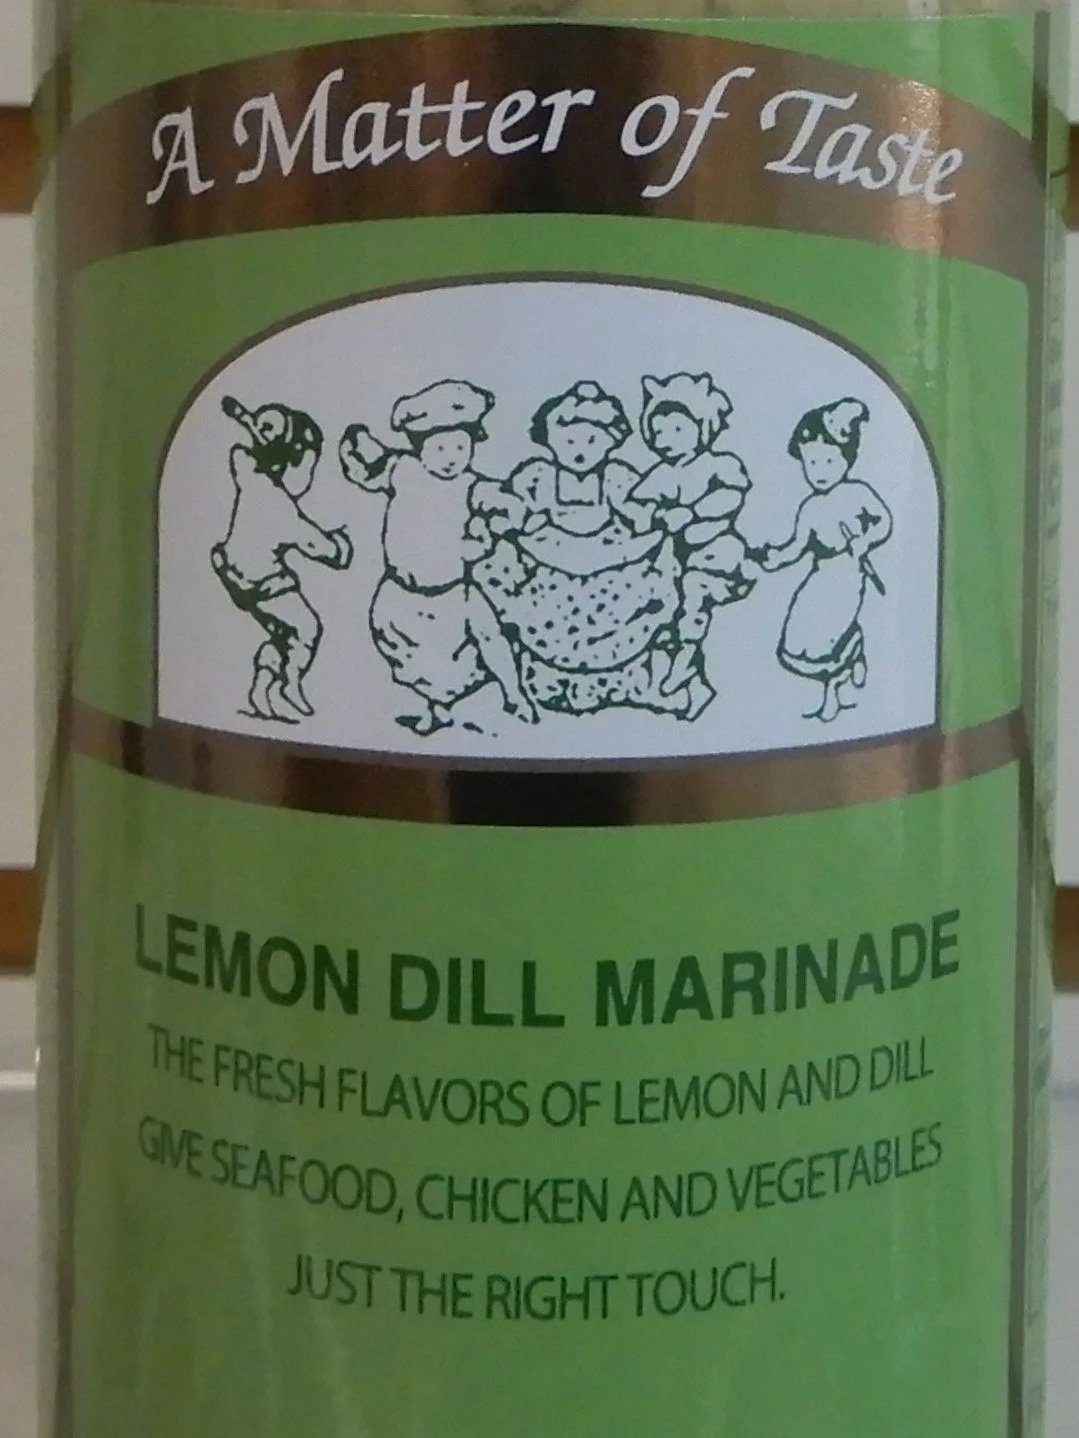 A Matter of Taste
LEMON DILL MARINADE
THE FRESH FLAVORS OF LEMON AND DILL
GIVE SEAFOOD, CHICKEN AND VEGETABLES
JUST THE RIGHT TOUCH.